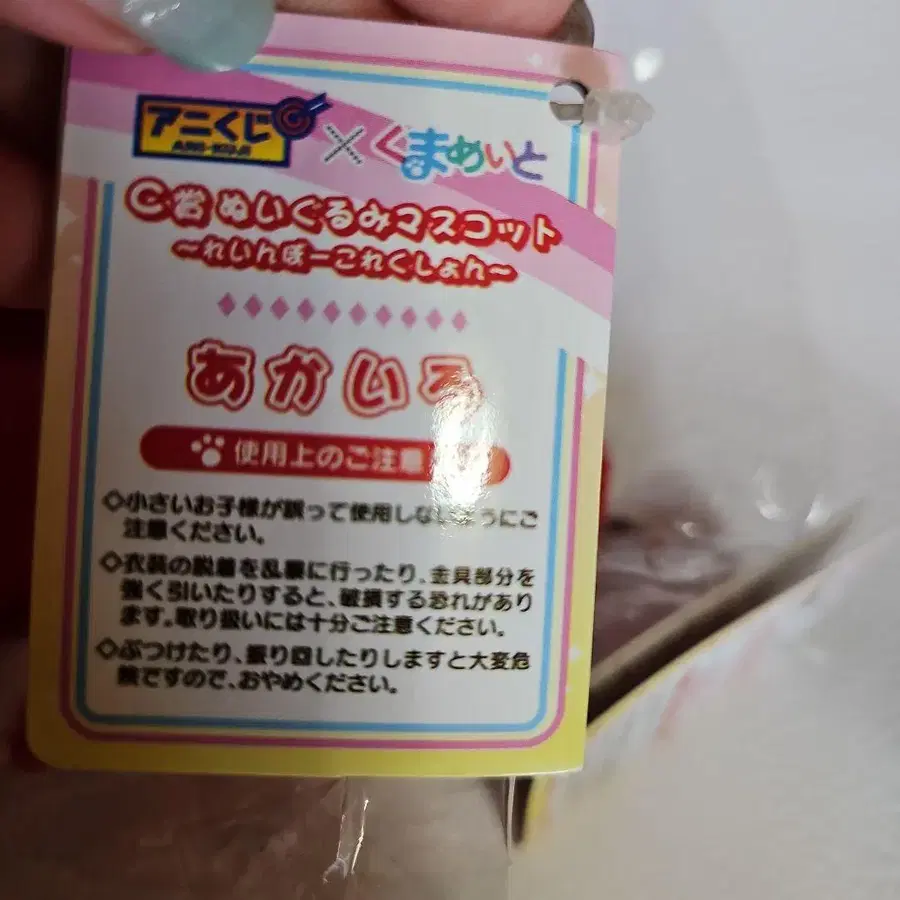 アニくじ
ANI-KUJI
×
くまめいと
C賞 ぬいぐるみマスコット
~れいんぼーこれくしょん~
あかいろ
使用上のご注意
◇小さいお子様が誤って使用しないようにご
注意ください。
◇衣装の脱着を乱暴に行ったり、金具部分を
強く引いたりすると、破損する恐れがあり
ます。取り扱いには十分ご注意ください。
◇ぶつけたり、振り回したりしますと大変危
険ですので、おやめください。